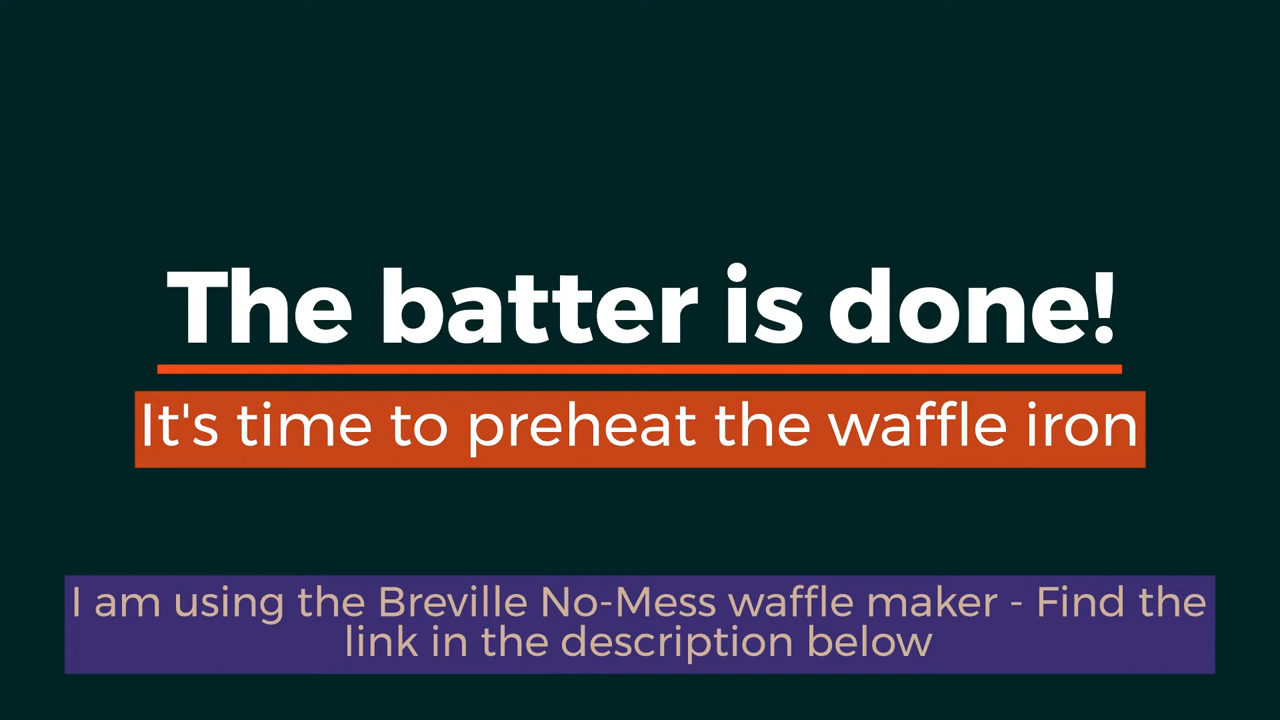 The batter is done!
It's time to preheat the waffle iron
I am using the Breville No-Mess waffle maker - Find the
link in the description below